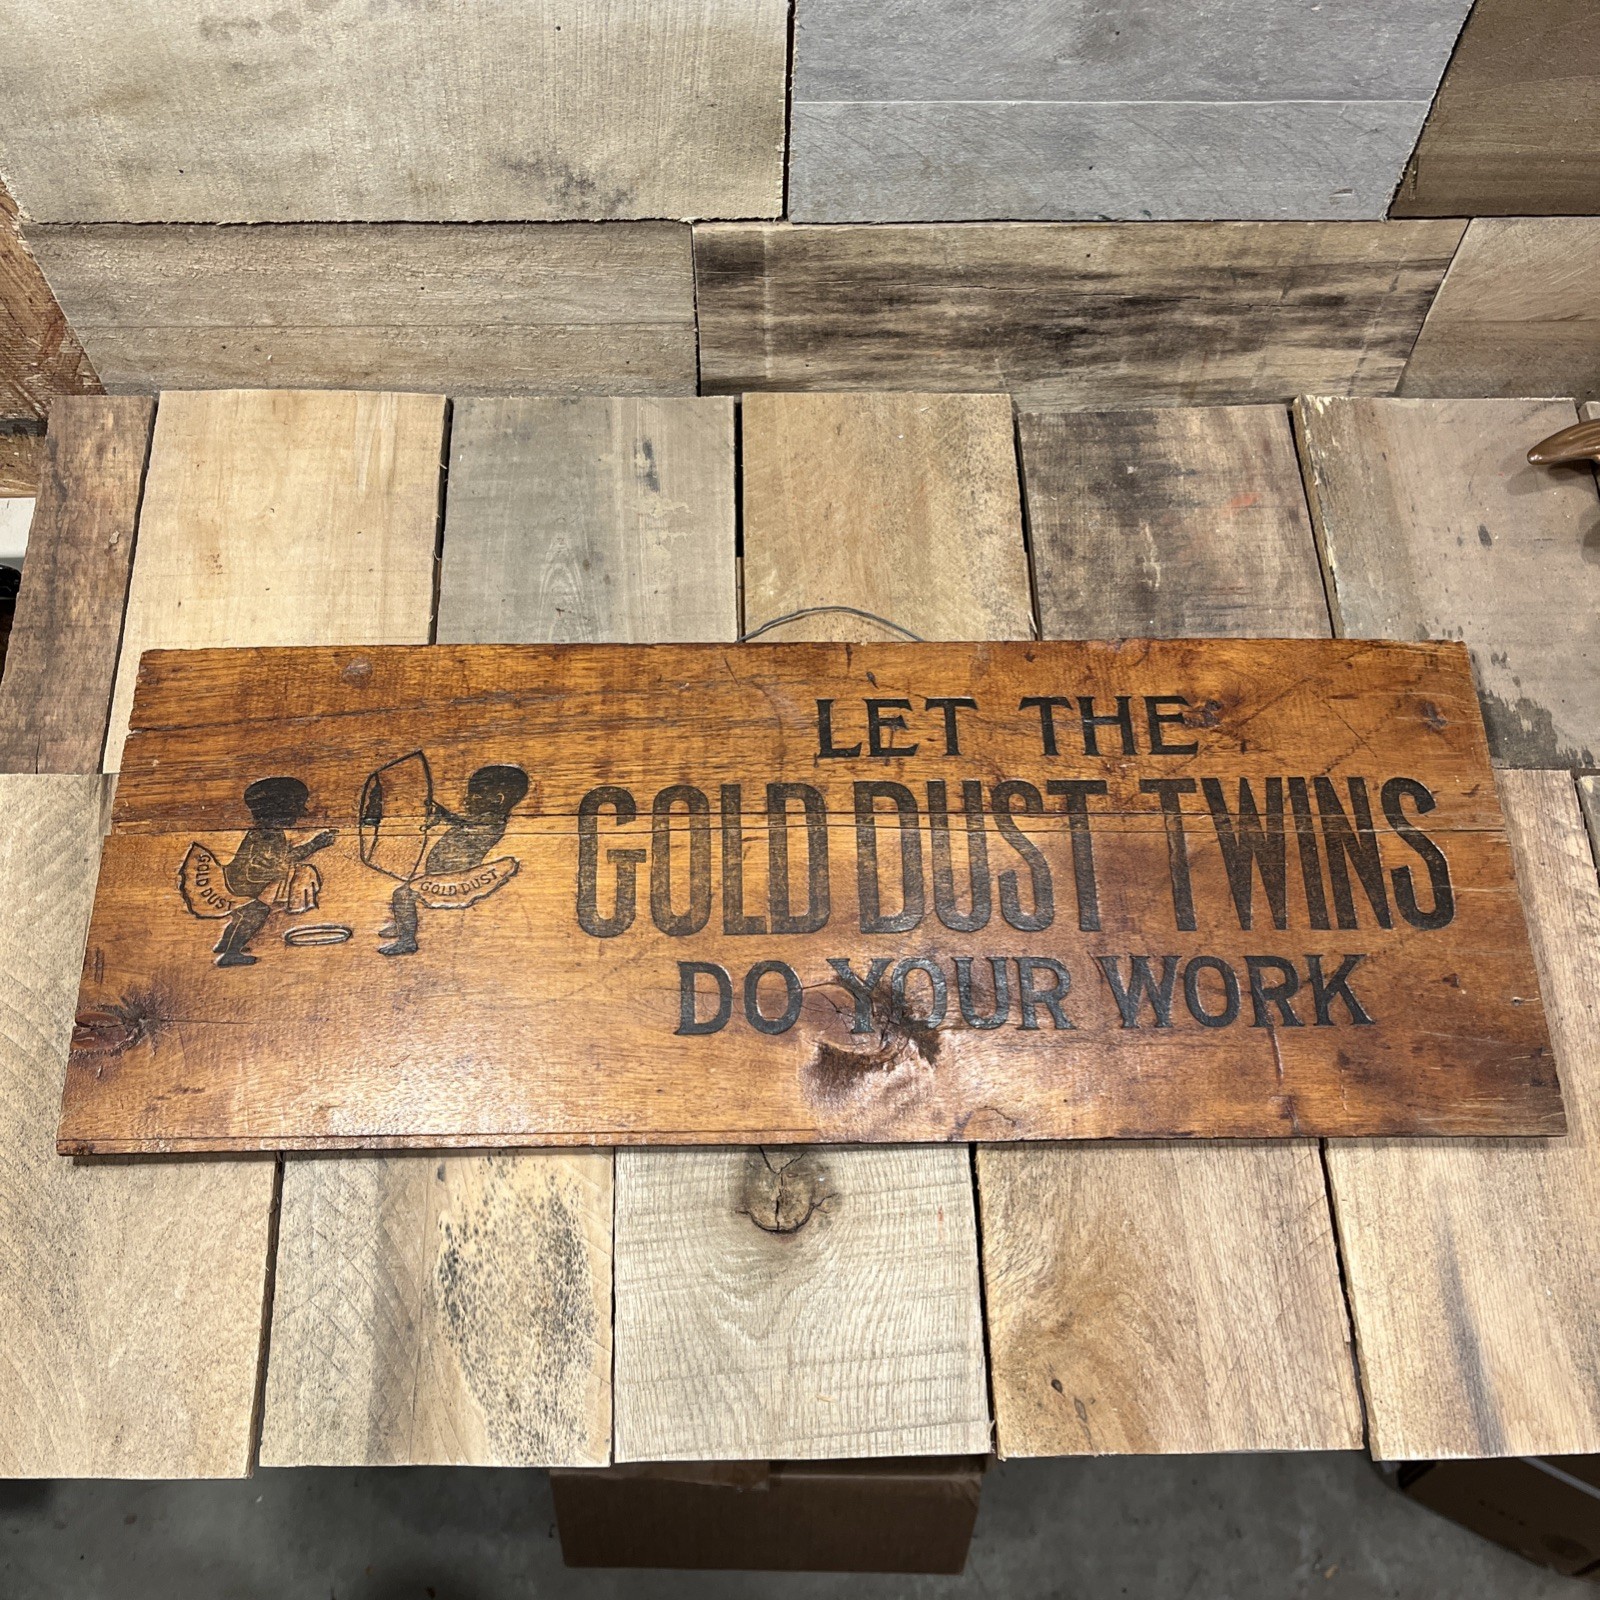 LET THE
GOLD DUST TWINS
DO YOUR WORK
GOLD DUST
GOLD DUST